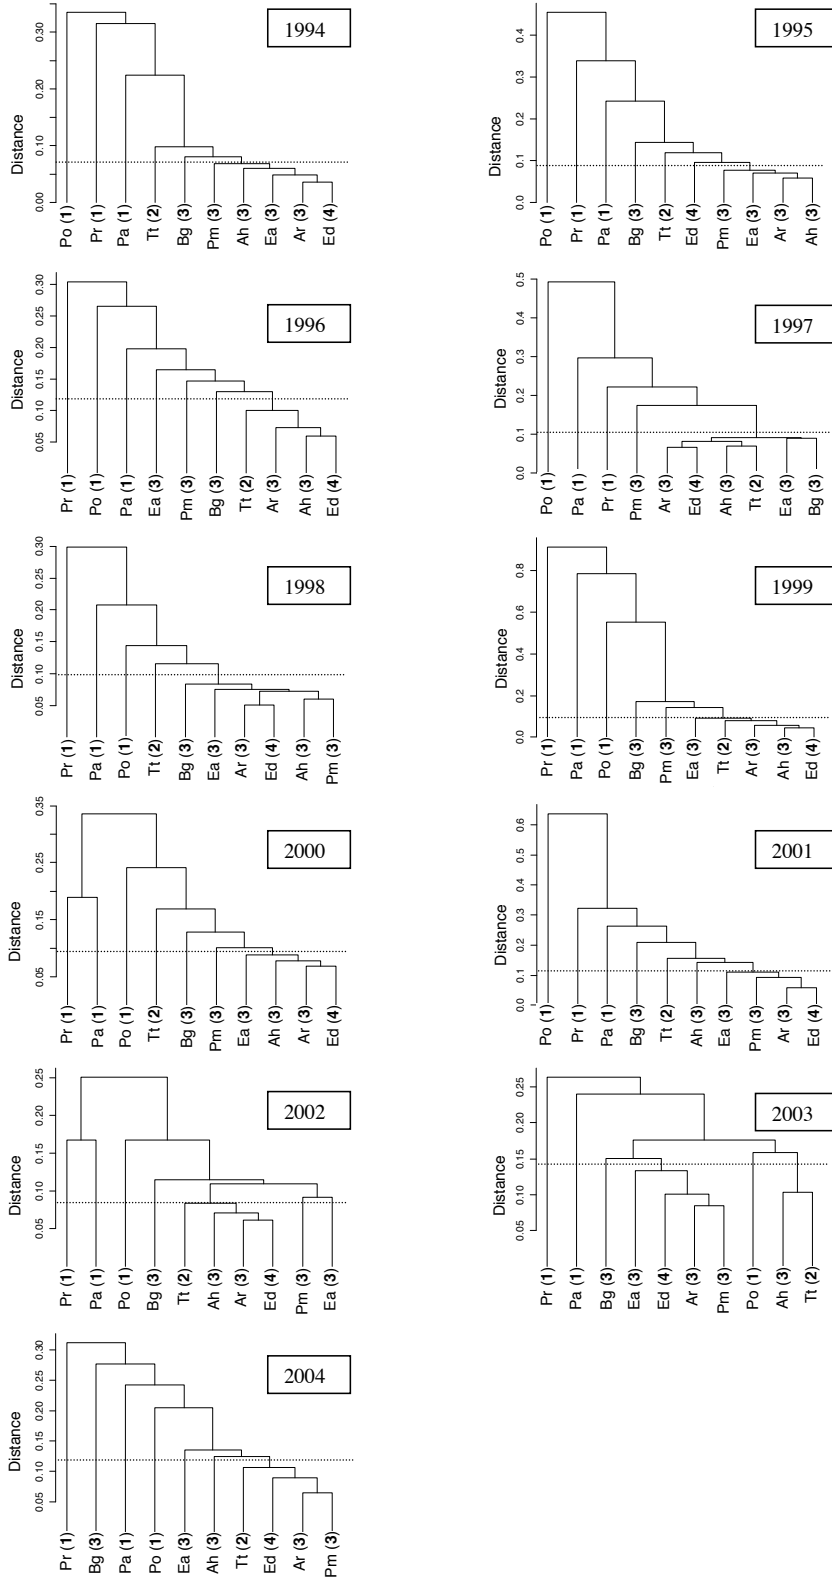 1994
Distance
0.00 0.10 0.20 0.30
Po (1) Pr (1) Pa (1) Tt (2) Bg (3) Pm (3) Ah (3) Ea (3) Ar (3) Ed (4)
1995
Distance
0.0 0.1 0.2 0.3 0.4
Po (1) Pr (1) Pa (1) Bg (3) Tt (2) Ed (4) Pm (3) Ea (3) Ar (3) Ah (3)
1996
Distance
0.05 0.10 0.15 0.20 0.25 0.30
Pr (1) Po (1) Pa (1) Ea (3) Pm (3) Bg (3) Tt (2) Ar (3) Ah (3) Ed (4)
1997
Distance
0.0 0.1 0.2 0.3 0.4 0.5
Po (1) Pa (1) Pr (1) Pm (3) Ar (3) Ed (4) Ah (3) Tt (2) Ea (3) Bg (3)
1998
Distance
0.05 0.10 0.15 0.20 0.25 0.30
Pr (1) Pa (1) Po (1) Tt (2) Bg (3) Ea (3) Ar (3) Ed (4) Ah (3) Pm (3)
1999
Distance
0.0 0.2 0.4 0.6 0.8
Pr (1) Pa (1) Po (1) Bg (3) Pm (3) Ea (3) Tt (2) Ar (3) Ah (3) Ed (4)
2000
Distance
0.05 0.15 0.25 0.35
Pr (1) Pa (1) Po (1) Tt (2) Bg (3) Pm (3) Ea (3) Ah (3) Ar (3) Ed (4)
2001
Distance
0.0 0.1 0.2 0.3 0.4 0.5 0.6
Po (1) Pr (1) Pa (1) Bg (3) Tt (2) Ah (3) Ea (3) Pm (3) Ar (3) Ed (4)
2002
Distance
0.05 0.10 0.15 0.20 0.25
Pr (1) Pa (1) Po (1) Bg (3) Tt (2) Ah (3) Ar (3) Ed (4) Pm (3) Ea (3)
2003
Distance
0.05 0.10 0.15 0.20 0.25
Pr (1) Pa (1) Bg (3) Ea (3) Ed (4) Ar (3) Pm (3) Po (1) Ah (3) Tt (2)
2004
Distance
0.05 0.10 0.15 0.20 0.25 0.30
Pr (1) Bg (3) Pa (1) Po (1) Ea (3) Ah (3) Tt (2) Ed (4) Ar (3) Pm (3)